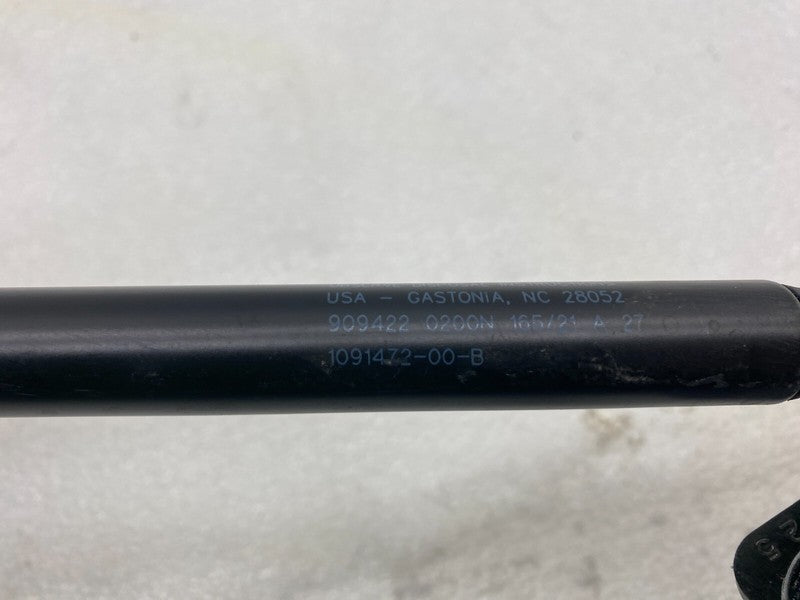 USA - GASTONIA, NC 28052
909422 0200N 165/21 A 27
1091472-00-B